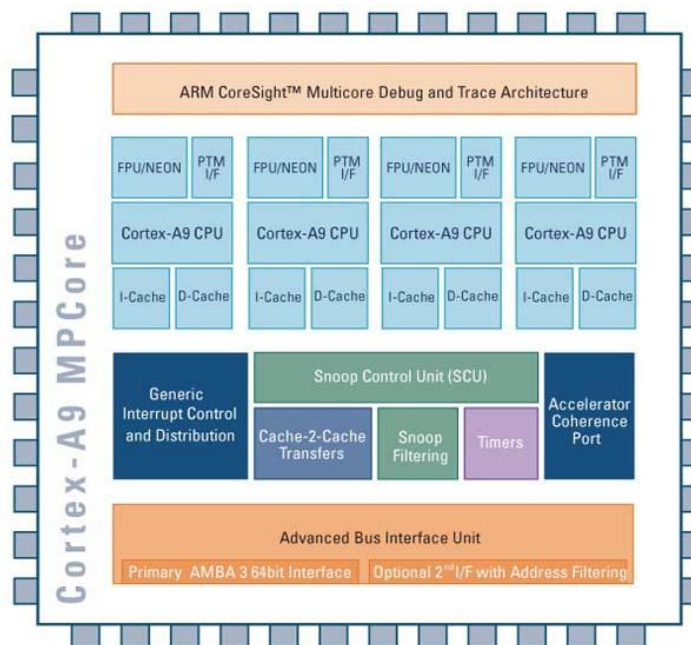 Cortex-A9 MPCore
ARM CoreSight™ Multicore Debug and Trace Architecture
FPU/NEON
PTM
I/F
FPU/NEON
PTM
I/F
FPU/NEON
PTM
I/F
FPU/NEON
PTM
I/F
Cortex-A9 CPU
Cortex-A9 CPU
Cortex-A9 CPU
Cortex-A9 CPU
I-Cache
D-Cache
I-Cache
D-Cache
I-Cache
D-Cache
I-Cache
D-Cache
Generic
Interrupt Control
and Distribution
Snoop Control Unit (SCU)
Cache-2-Cache
Transfers
Snoop
Filtering
Timers
Accelerator
Coherence
Port
Advanced Bus Interface Unit
Primary AMBA 3 64bit Interface
Optional 2nd I/F with Address Filtering